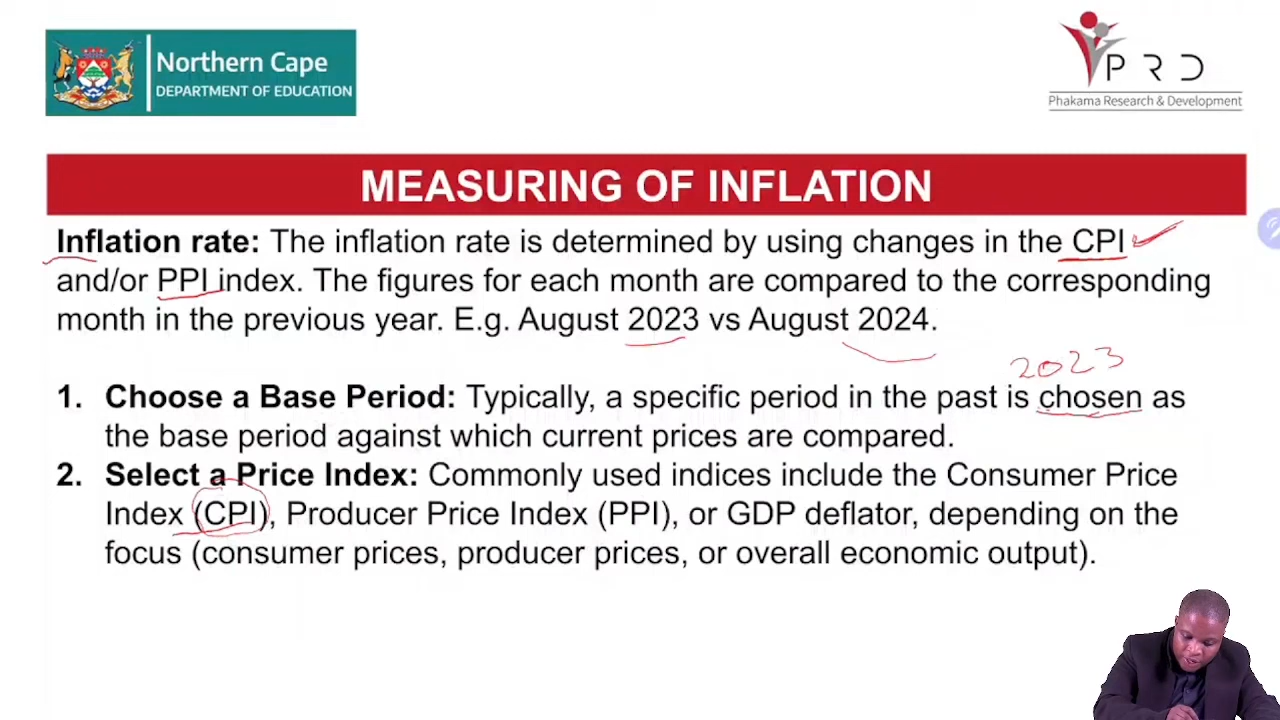 Northern Cape
DEPARTMENT OF EDUCATION
P R D
Phakama Research & Development
MEASURING OF INFLATION
Inflation rate: The inflation rate is determined by using changes in the CPI
and/or PPI index. The figures for each month are compared to the corresponding
month in the previous year. E.g. August 2023 vs August 2024.
2023
1. Choose a Base Period: Typically, a specific period in the past is chosen as
the base period against which current prices are compared.
2. Select a Price Index: Commonly used indices include the Consumer Price
Index (CPI), Producer Price Index (PPI), or GDP deflator, depending on the
focus (consumer prices, producer prices, or overall economic output).